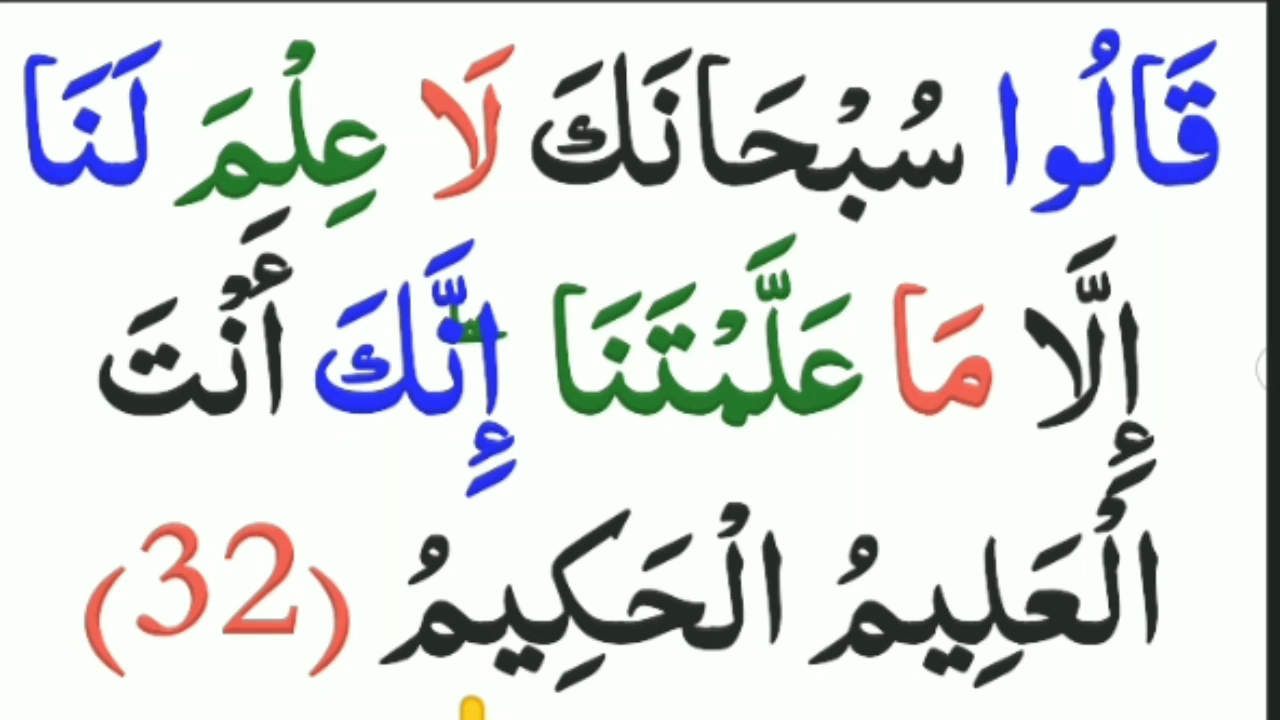 قَالُوا سُبْحَانَكَ لَا عِلْمَ لَنَا
إِلَّا مَا عَلَّمْتَنَا ۖ إِنَّكَ أَنْتَ
الْعَلِيمُ الْحَكِيمُ (32)